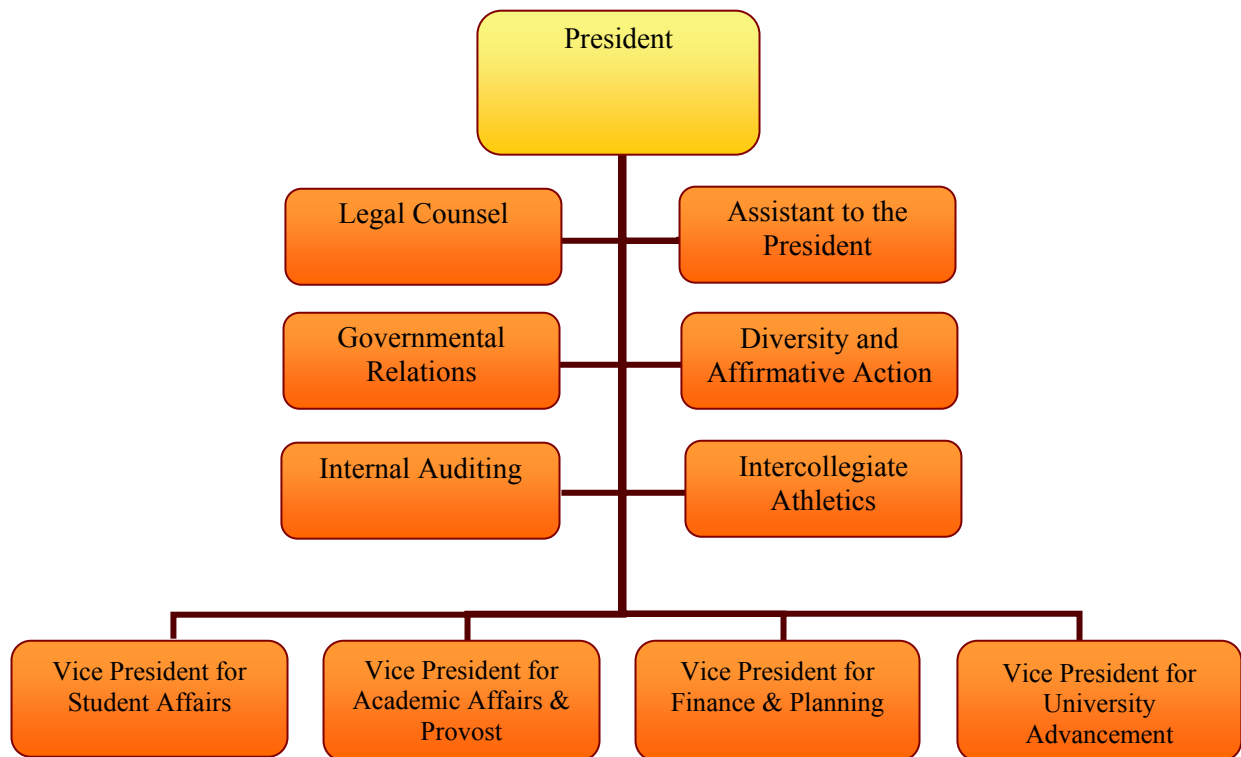 President
Legal Counsel
Assistant to the
President
Governmental
Relations
Diversity and
Affirmative Action
Internal Auditing
Intercollegiate
Athletics
Vice President for
Student Affairs
Vice President for
Academic Affairs &
Provost
Vice President for
Finance & Planning
Vice President for
University
Advancement